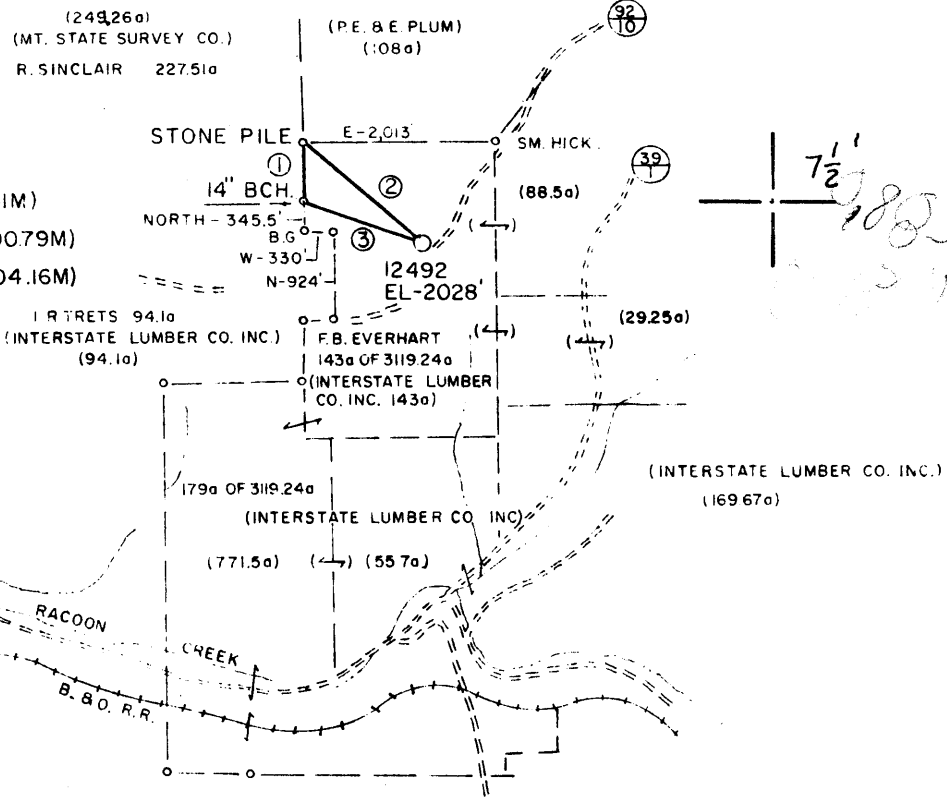 (249.26a)
(MT. STATE SURVEY CO.)
R. SINCLAIR 227.51a
(P.E. & E. PLUM)
(108a)
92
10
STONE PILE
E-2,013'
SM. HICK.
39
1
7 1/2'
①
②
③
14" BCH.
(88.5a)
NORTH - 345.5'
B.G
W-330'
N-924'
12492
EL-2028'
1M)
00.79M)
04.16M)
(29.25a)
94.1a
(INTERSTATE LUMBER CO. INC.)
(94.1a)
F.B. EVERHART
143a OF 3119.24a
(INTERSTATE LUMBER
CO. INC. 143a)
179a OF 3119.24a
(INTERSTATE LUMBER CO INC)
(771.5a)
(55.7a)
(INTERSTATE LUMBER CO. INC.)
(169.67a)
RACOON CREEK
B. & O. R.R.